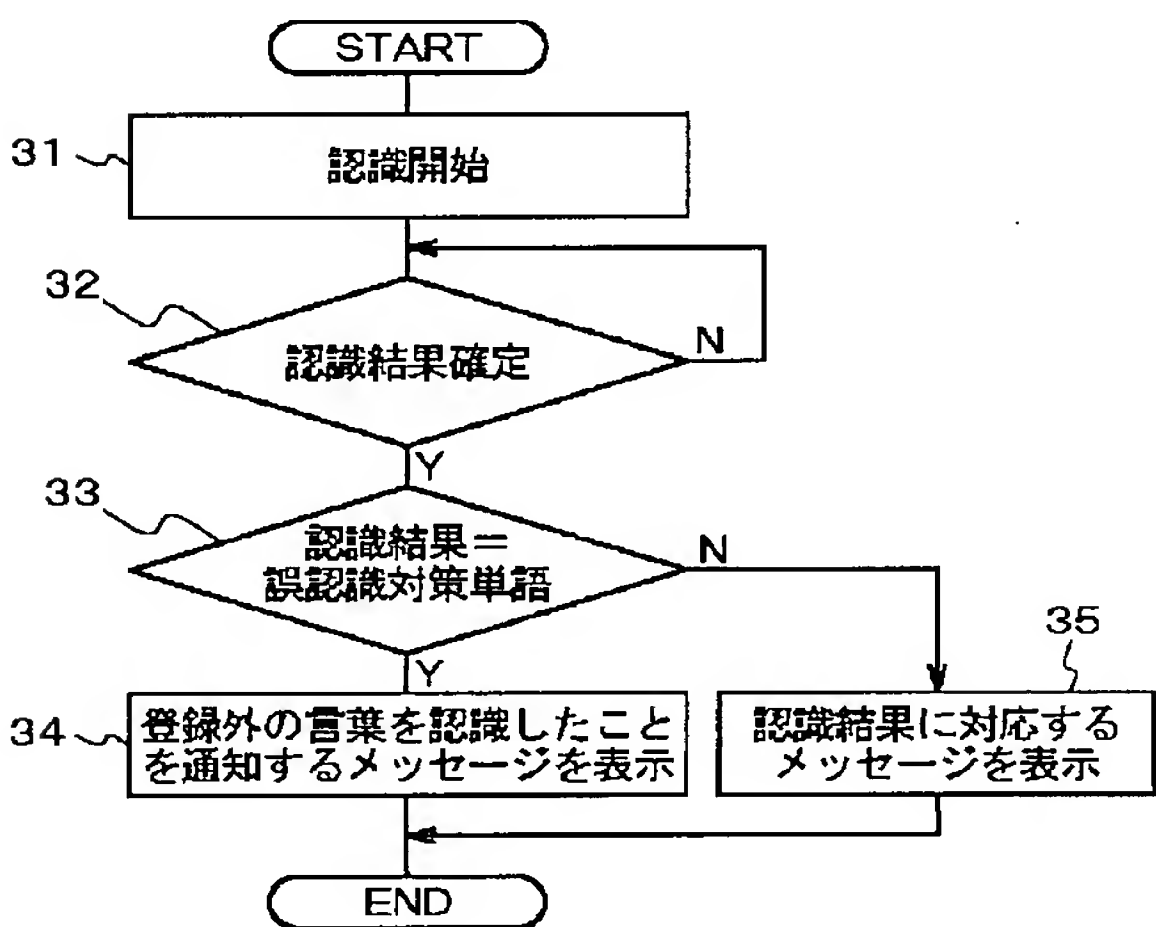 START
31
認識開始
32
認識結果確定
N
Y
33
認識結果＝
誤認識対策単語
N
Y
35
34
登録外の言葉を認識したこと
を通知するメッセージを表示
認識結果に対応する
メッセージを表示
END